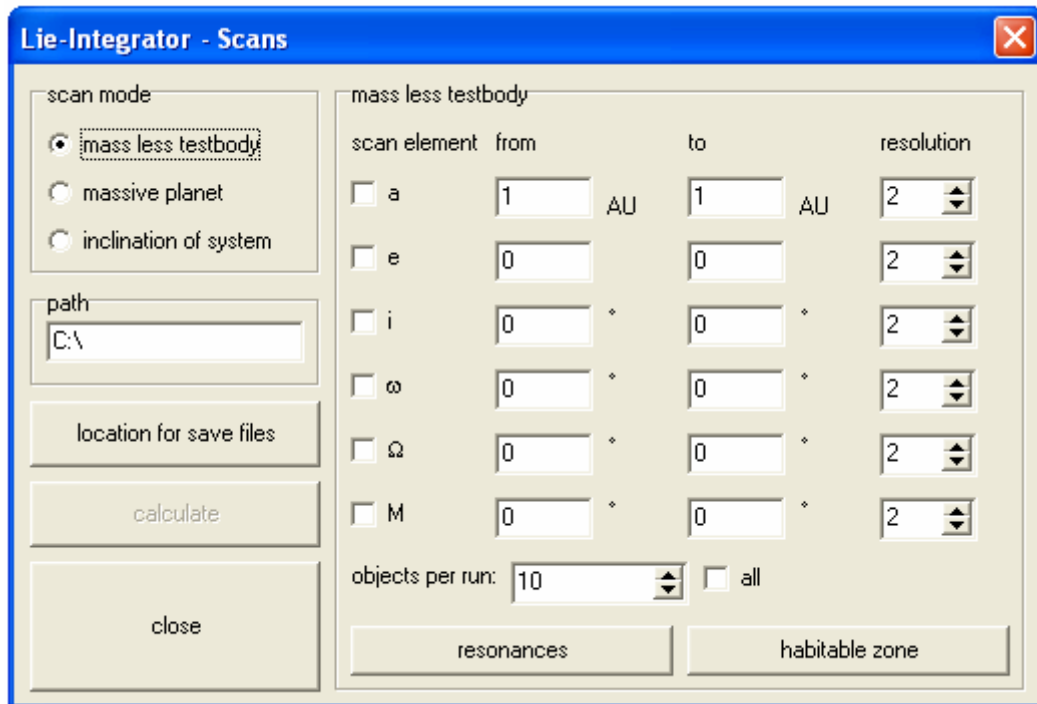 Lie-Integrator - Scans
scan mode
mass less testbody
massive planet
inclination of system
path
C:\
location for save files
calculate
close
mass less testbody
scan element from to resolution
a 1 AU 1 AU 2
e 0 0 2
i 0 ° 0 ° 2
ω 0 ° 0 ° 2
Ω 0 ° 0 ° 2
M 0 ° 0 ° 2
objects per run: 10 all
resonances habitable zone